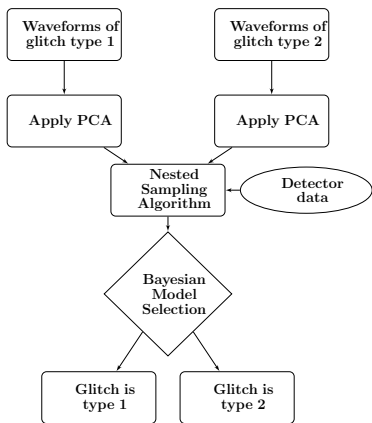 Waveforms of
glitch type 1
Waveforms of
glitch type 2
Apply PCA
Apply PCA
Nested
Sampling
Algorithm
Detector
data
Bayesian
Model
Selection
Glitch is
type 1
Glitch is
type 2